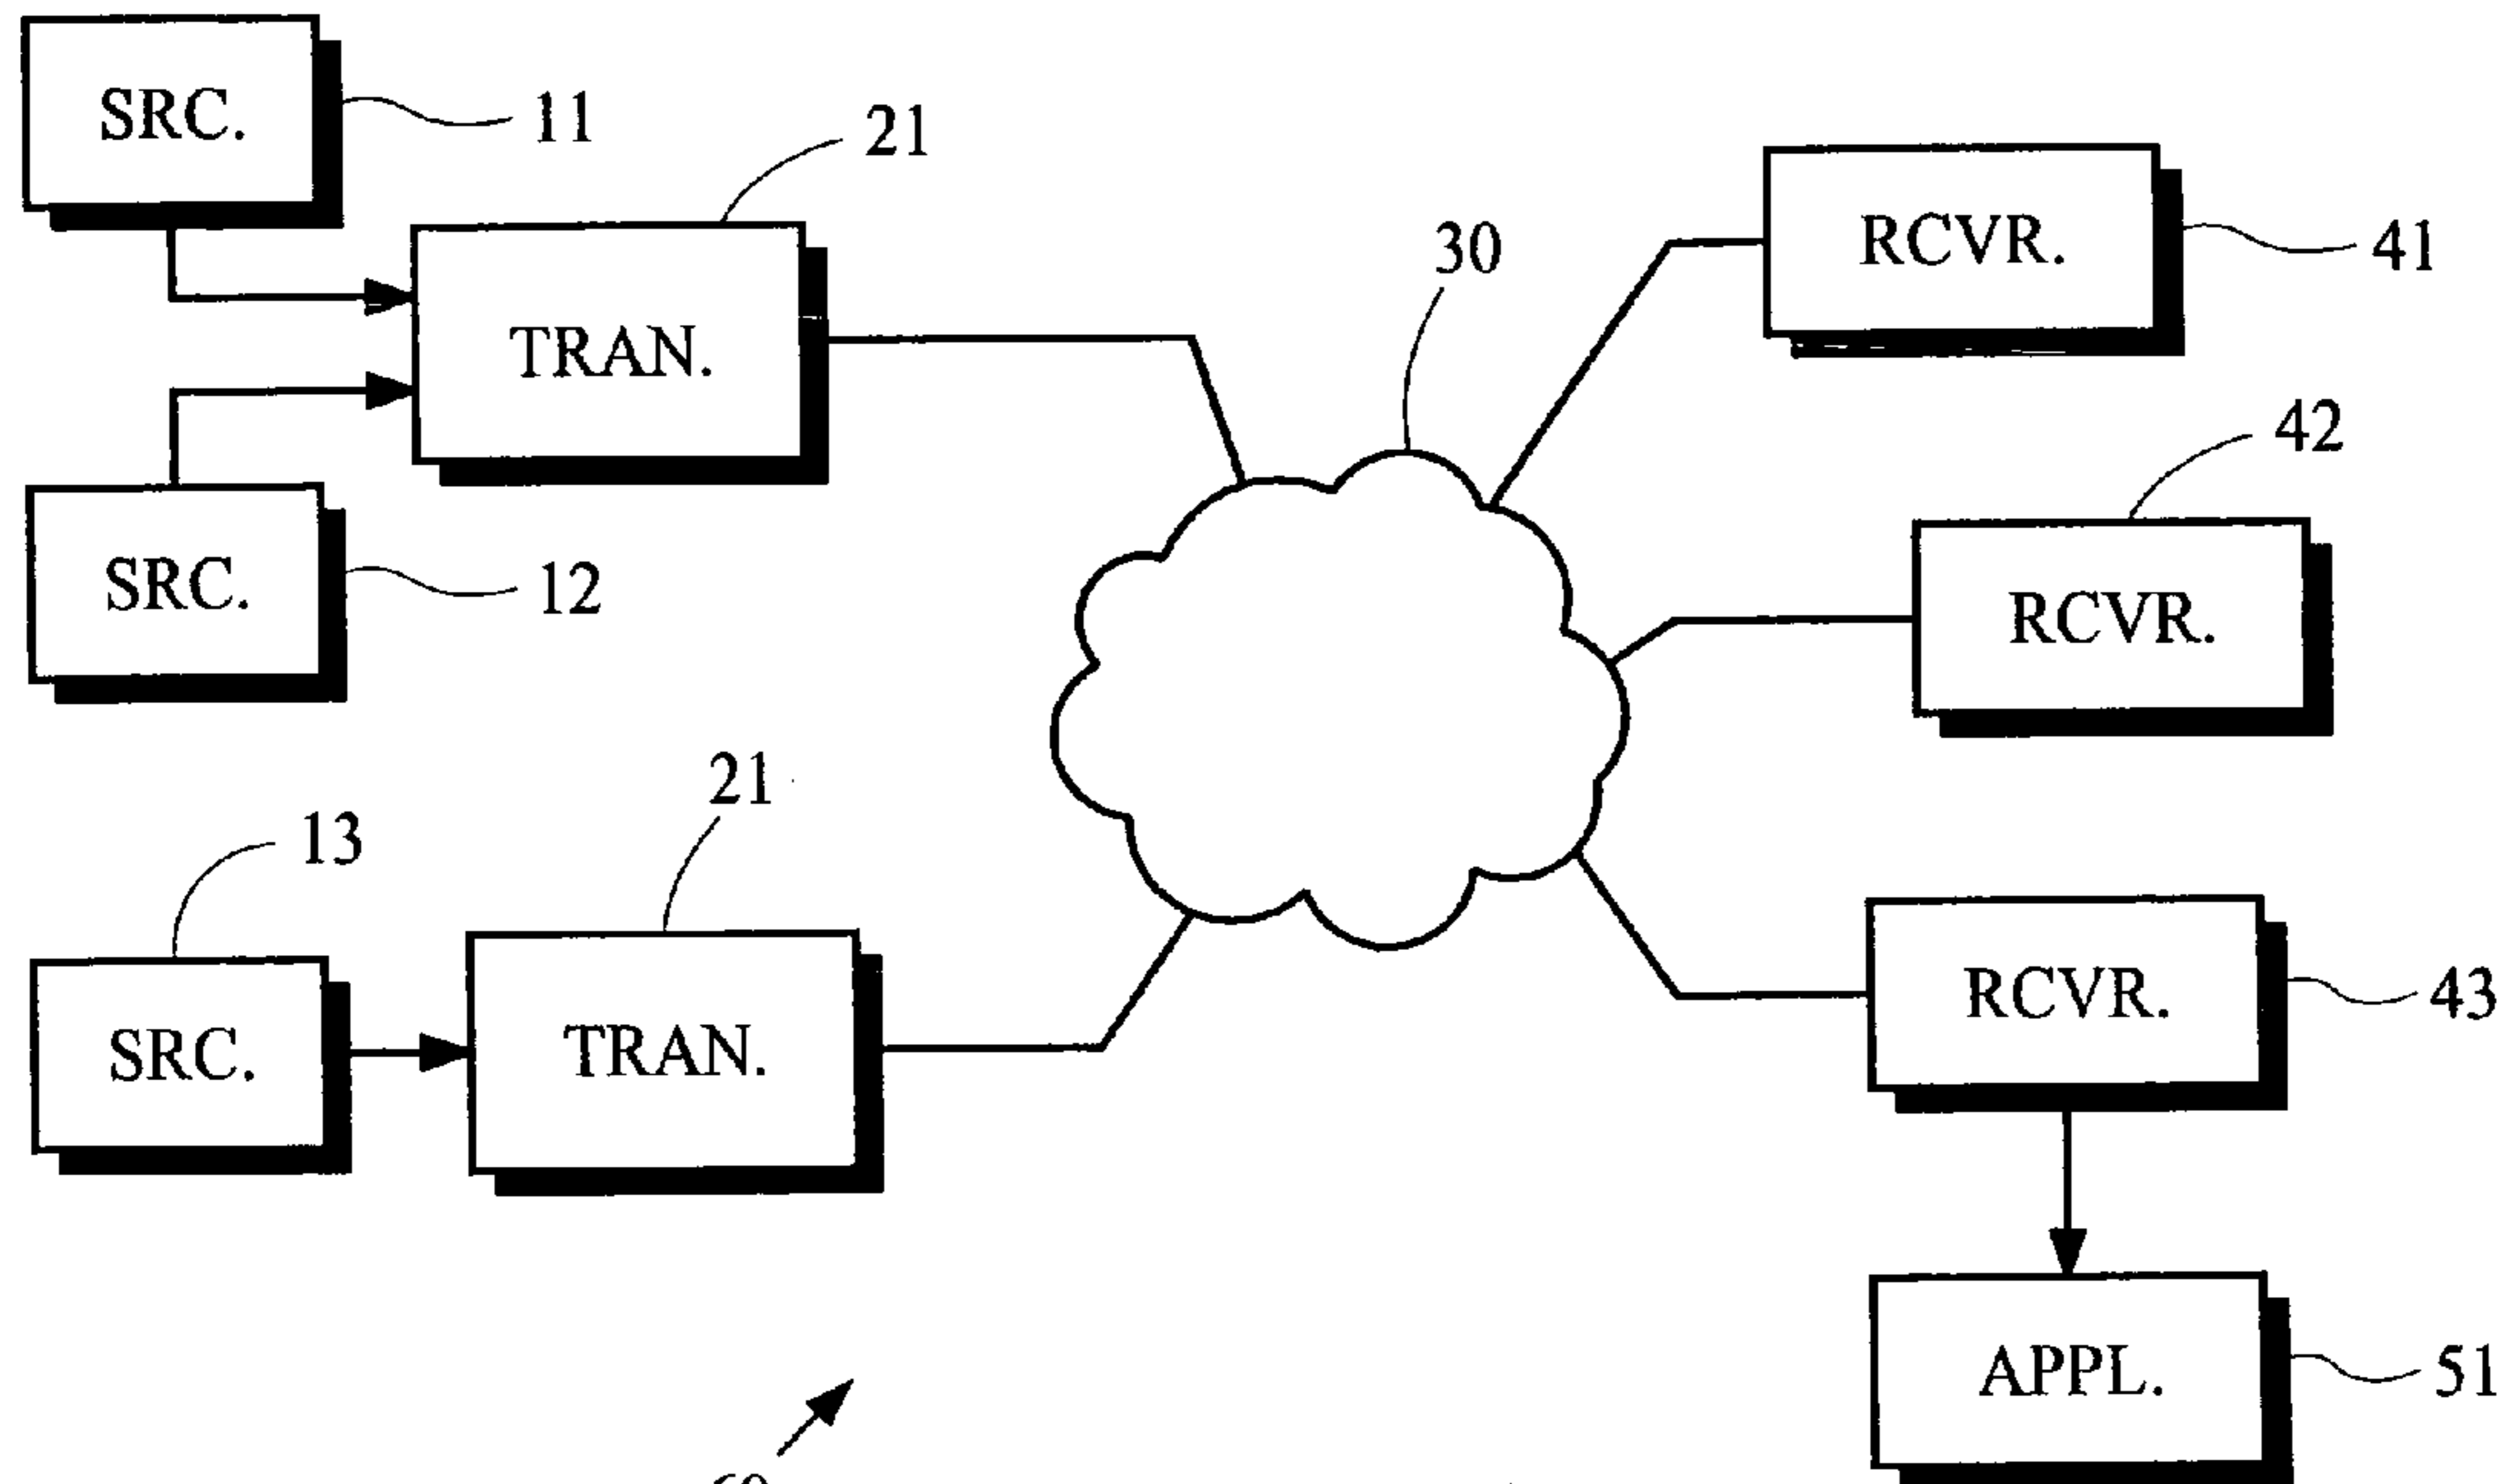 SRC.
11
21
TRAN.
30
RCVR.
41
SRC.
12
42
RCVR.
21
13
SRC.
TRAN.
RCVR.
43
APPL.
51